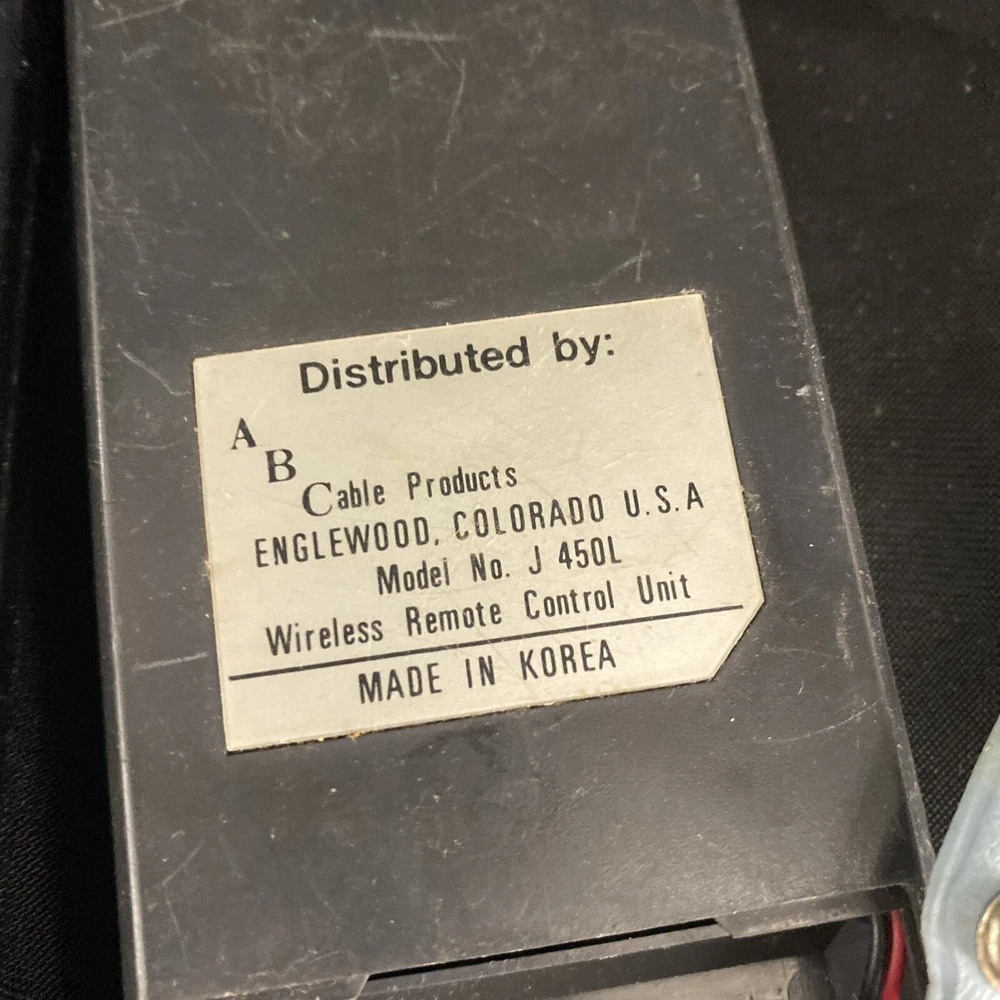 Distributed by:
A
B
Cable Products
ENGLEWOOD, COLORADO U.S.A
Model No. J 450L
Wireless Remote Control Unit
MADE IN KOREA